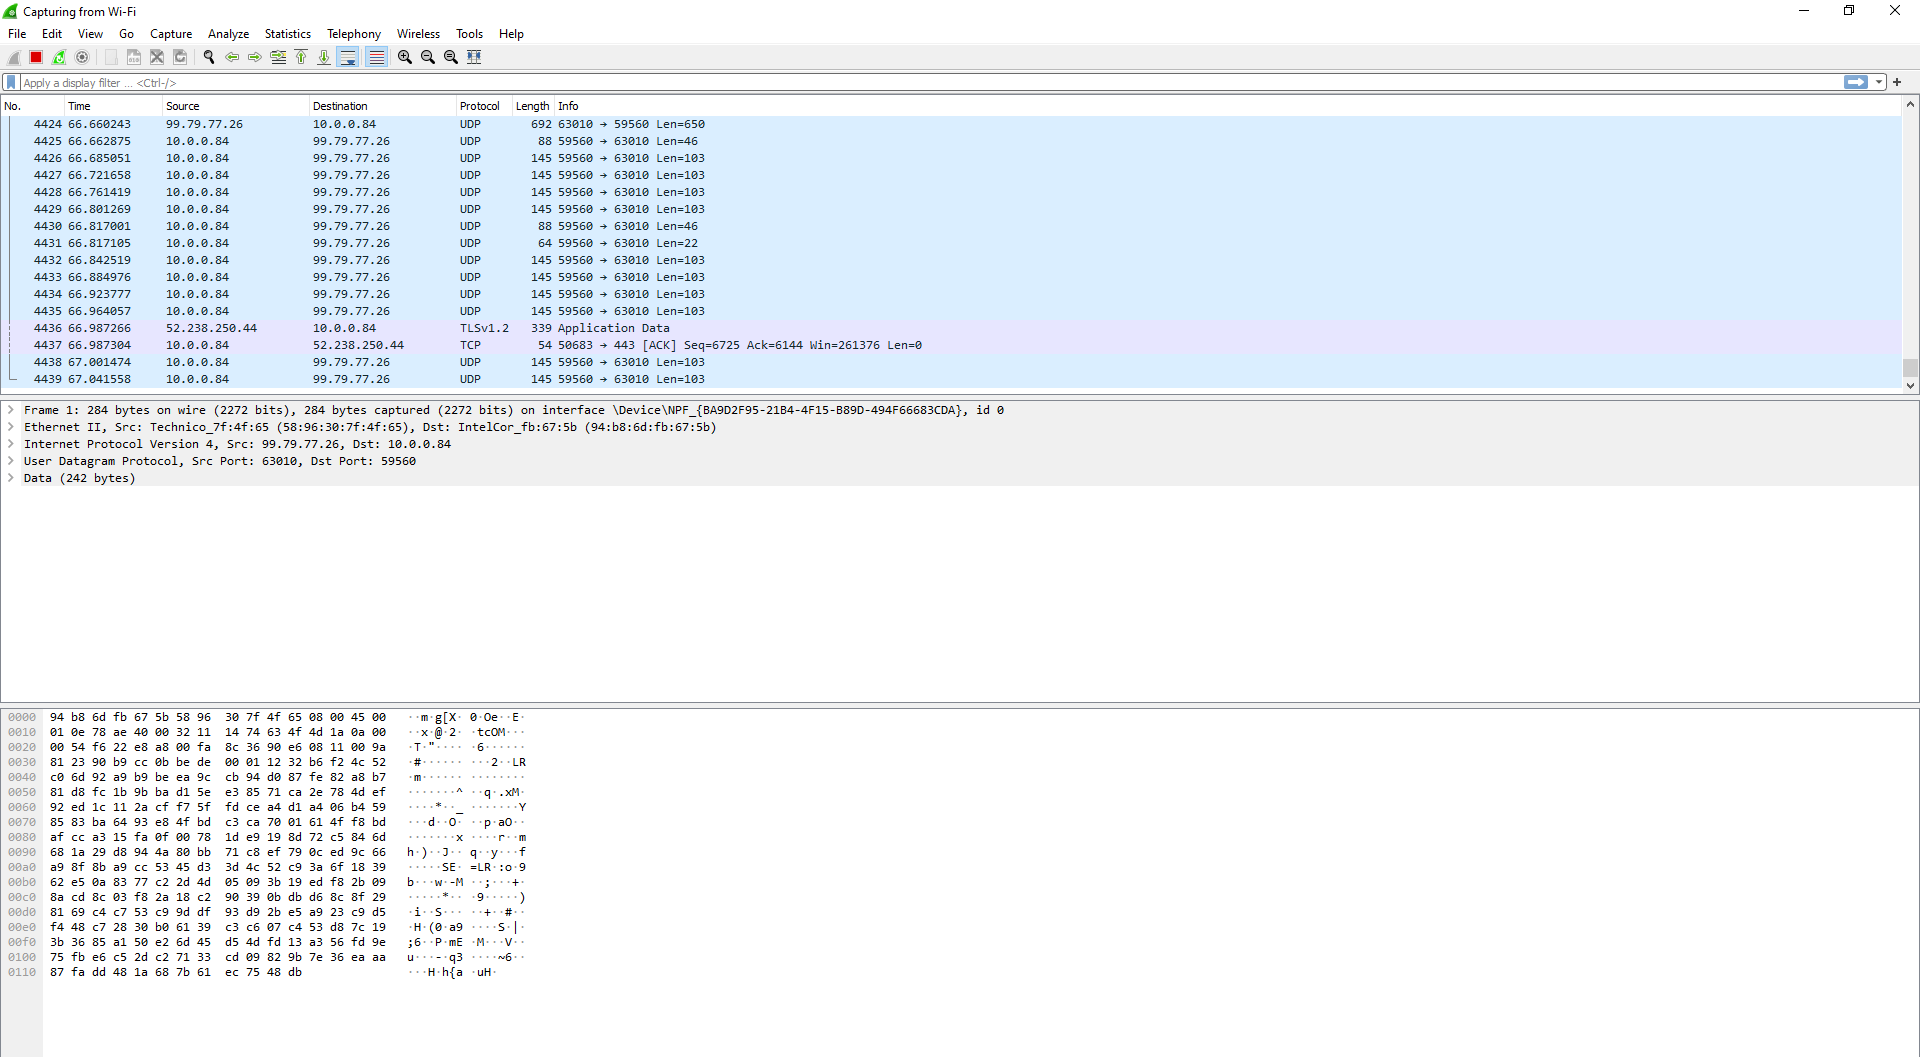 Capturing from Wi-Fi
File Edit View Go Capture Analyze Statistics Telephony Wireless Tools Help
Apply a display filter ... <Ctrl-/>
No. Time Source Destination Protocol Length Info
4424 66.660243 99.79.77.26 10.0.0.84 UDP 692 63010 → 59560 Len=650
4425 66.662875 10.0.0.84 99.79.77.26 UDP 88 59560 → 63010 Len=46
4426 66.685051 10.0.0.84 99.79.77.26 UDP 145 59560 → 63010 Len=103
4427 66.721658 10.0.0.84 99.79.77.26 UDP 145 59560 → 63010 Len=103
4428 66.761419 10.0.0.84 99.79.77.26 UDP 145 59560 → 63010 Len=103
4429 66.801269 10.0.0.84 99.79.77.26 UDP 145 59560 → 63010 Len=103
4430 66.817001 10.0.0.84 99.79.77.26 UDP 88 59560 → 63010 Len=46
4431 66.817105 10.0.0.84 99.79.77.26 UDP 64 59560 → 63010 Len=22
4432 66.842519 10.0.0.84 99.79.77.26 UDP 145 59560 → 63010 Len=103
4433 66.884976 10.0.0.84 99.79.77.26 UDP 145 59560 → 63010 Len=103
4434 66.923777 10.0.0.84 99.79.77.26 UDP 145 59560 → 63010 Len=103
4435 66.964057 10.0.0.84 99.79.77.26 UDP 145 59560 → 63010 Len=103
4436 66.987266 52.238.250.44 10.0.0.84 TLSv1.2 339 Application Data
4437 66.987304 10.0.0.84 52.238.250.44 TCP 54 50683 → 443 [ACK] Seq=6725 Ack=6144 Win=261376 Len=0
4438 67.001474 10.0.0.84 99.79.77.26 UDP 145 59560 → 63010 Len=103
4439 67.041558 10.0.0.84 99.79.77.26 UDP 145 59560 → 63010 Len=103
Frame 1: 284 bytes on wire (2272 bits), 284 bytes captured (2272 bits) on interface \Device\NPF_{BA9D2F95-21B4-4F15-B89D-494F66683CDA}, id 0
Ethernet II, Src: Technico_7f:4f:65 (58:96:30:7f:4f:65), Dst: IntelCor_fb:67:5b (94:b8:6d:fb:67:5b)
Internet Protocol Version 4, Src: 99.79.77.26, Dst: 10.0.0.84
User Datagram Protocol, Src Port: 63010, Dst Port: 59560
Data (242 bytes)
0000 94 b8 6d fb 67 5b 58 96 30 7f 4f 65 08 00 45 00 ··m·g[X· 0·Oe··E·
0010 01 0e 78 ae 40 00 32 11 14 74 63 4f 4d 1a 0a 00 ··x·@·2· ·tcOM···
0020 00 54 f6 22 e8 a8 00 fa 8c 36 90 e6 08 11 00 9a ·T·"···· ·6······
0030 81 23 90 b9 cc 0b be de 00 01 12 32 b6 f2 4c 52 ·#······ ···2··LR
0040 c0 6d 92 a9 b9 be ea 9c cb 94 d0 87 fe 82 a8 b7 ·m······ ········
0050 81 d8 fc 1b 9b ba d1 5e e3 85 71 ca 2e 78 4d ef ·······^ ··q·.xM·
0060 92 ed 1c 11 2a cf f7 5f fd ce a4 d1 a4 06 b4 59 ····*··_ ·······Y
0070 85 83 ba 64 93 e8 4f bd c3 ca 70 01 61 4f f8 bd ···d··O· ··p·aO··
0080 af cc a3 15 fa 0f 00 78 1d e9 19 8d 72 c5 84 6d ·······x ····r··m
0090 68 1a 29 d8 94 4a 80 bb 71 c8 ef 79 0c ed 9c 66 h·)··J·· q··y···f
00a0 a9 8f 8b a9 cc 53 45 d3 3d 4c 52 c9 3a 6f 18 39 ·····SE· =LR·:o·9
00b0 62 e5 0a 83 77 c2 2d 4d 05 09 3b 19 ed f8 2b 09 b···w·-M ··;···+·
00c0 8a cd 8c 03 f8 2a 18 c2 90 39 0b db d6 8c 8f 29 ·····*·· ·9·····)
00d0 81 69 c4 c7 53 c9 9d df 93 d9 2b e5 a9 23 c9 d5 ·i··S··· ··+··#··
00e0 f4 48 c7 28 30 b0 61 39 c3 c6 07 c4 53 d8 7c 19 ·H·(0·a9 ····S·|·
00f0 3b 36 85 a1 50 e2 6d 45 d5 4d fd 13 a3 56 fd 9e ;6··P·mE ·M···V··
0100 75 fb e6 c5 2d c2 71 33 cd 09 82 9b 7e 36 ea aa u···-·q3 ····~6··
0110 87 fa dd 48 1a 68 7b 61 ec 75 48 db ···H·h{a ·uH·